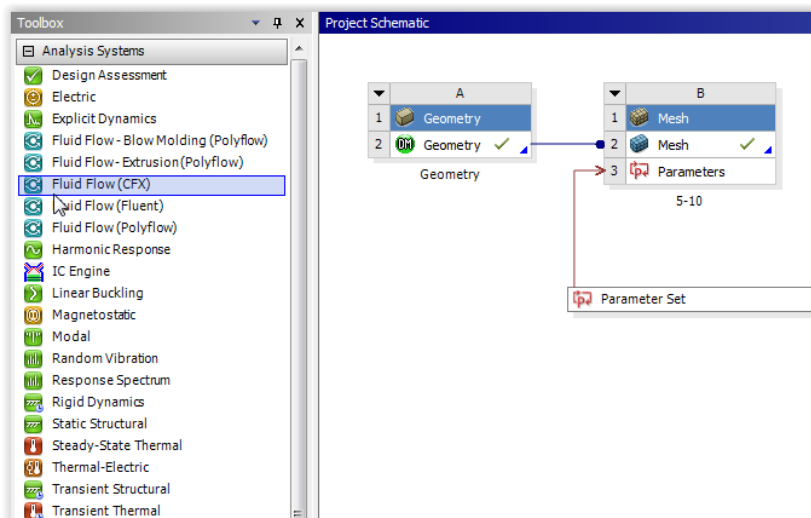 Toolbox
Project Schematic
Analysis Systems
Design Assessment
Electric
Explicit Dynamics
Fluid Flow - Blow Molding (Polyflow)
Fluid Flow - Extrusion (Polyflow)
Fluid Flow (CFX)
Fluid Flow (Fluent)
Fluid Flow (Polyflow)
Harmonic Response
IC Engine
Linear Buckling
Magnetostatic
Modal
Random Vibration
Response Spectrum
Rigid Dynamics
Static Structural
Steady-State Thermal
Thermal-Electric
Transient Structural
Transient Thermal
A
1 Geometry
2 DM Geometry
Geometry
B
1 Mesh
2 Mesh
3 Parameters
5-10
Parameter Set